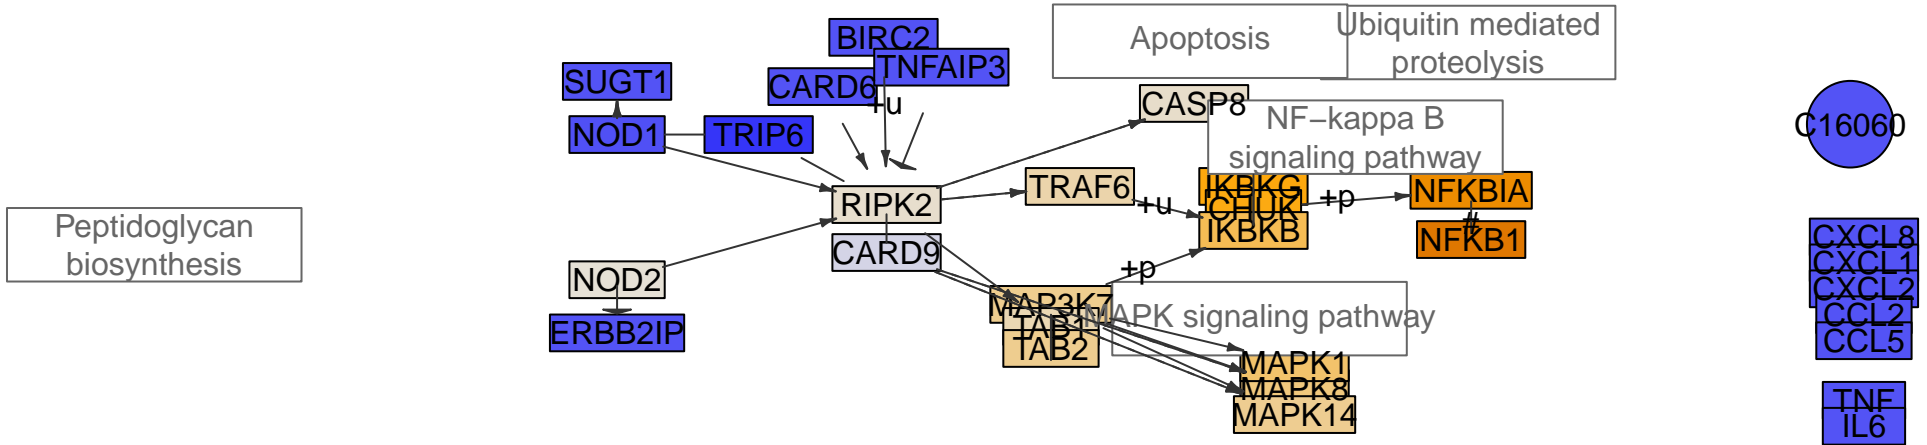 BIRC2
TNFAIP3
CARD6
+u
SUGT1
NOD1
TRIP6
Apoptosis
Ubiquitin mediated
proteolysis
CASP8
NF−kappa B
signaling pathway
C16060
RIPK2
TRAF6
+u
IKBKG
CHUK
IKBKB
+p
NFKBIA
#
NFKB1
Peptidoglycan
biosynthesis
CARD9
NOD2
ERBB2IP
+p
MAP3K7
TAB1
TAB2
MAPK signaling pathway
MAPK1
MAPK8
MAPK14
CXCL8
CXCL1
CXCL2
CCL2
CCL5
TNF
IL6